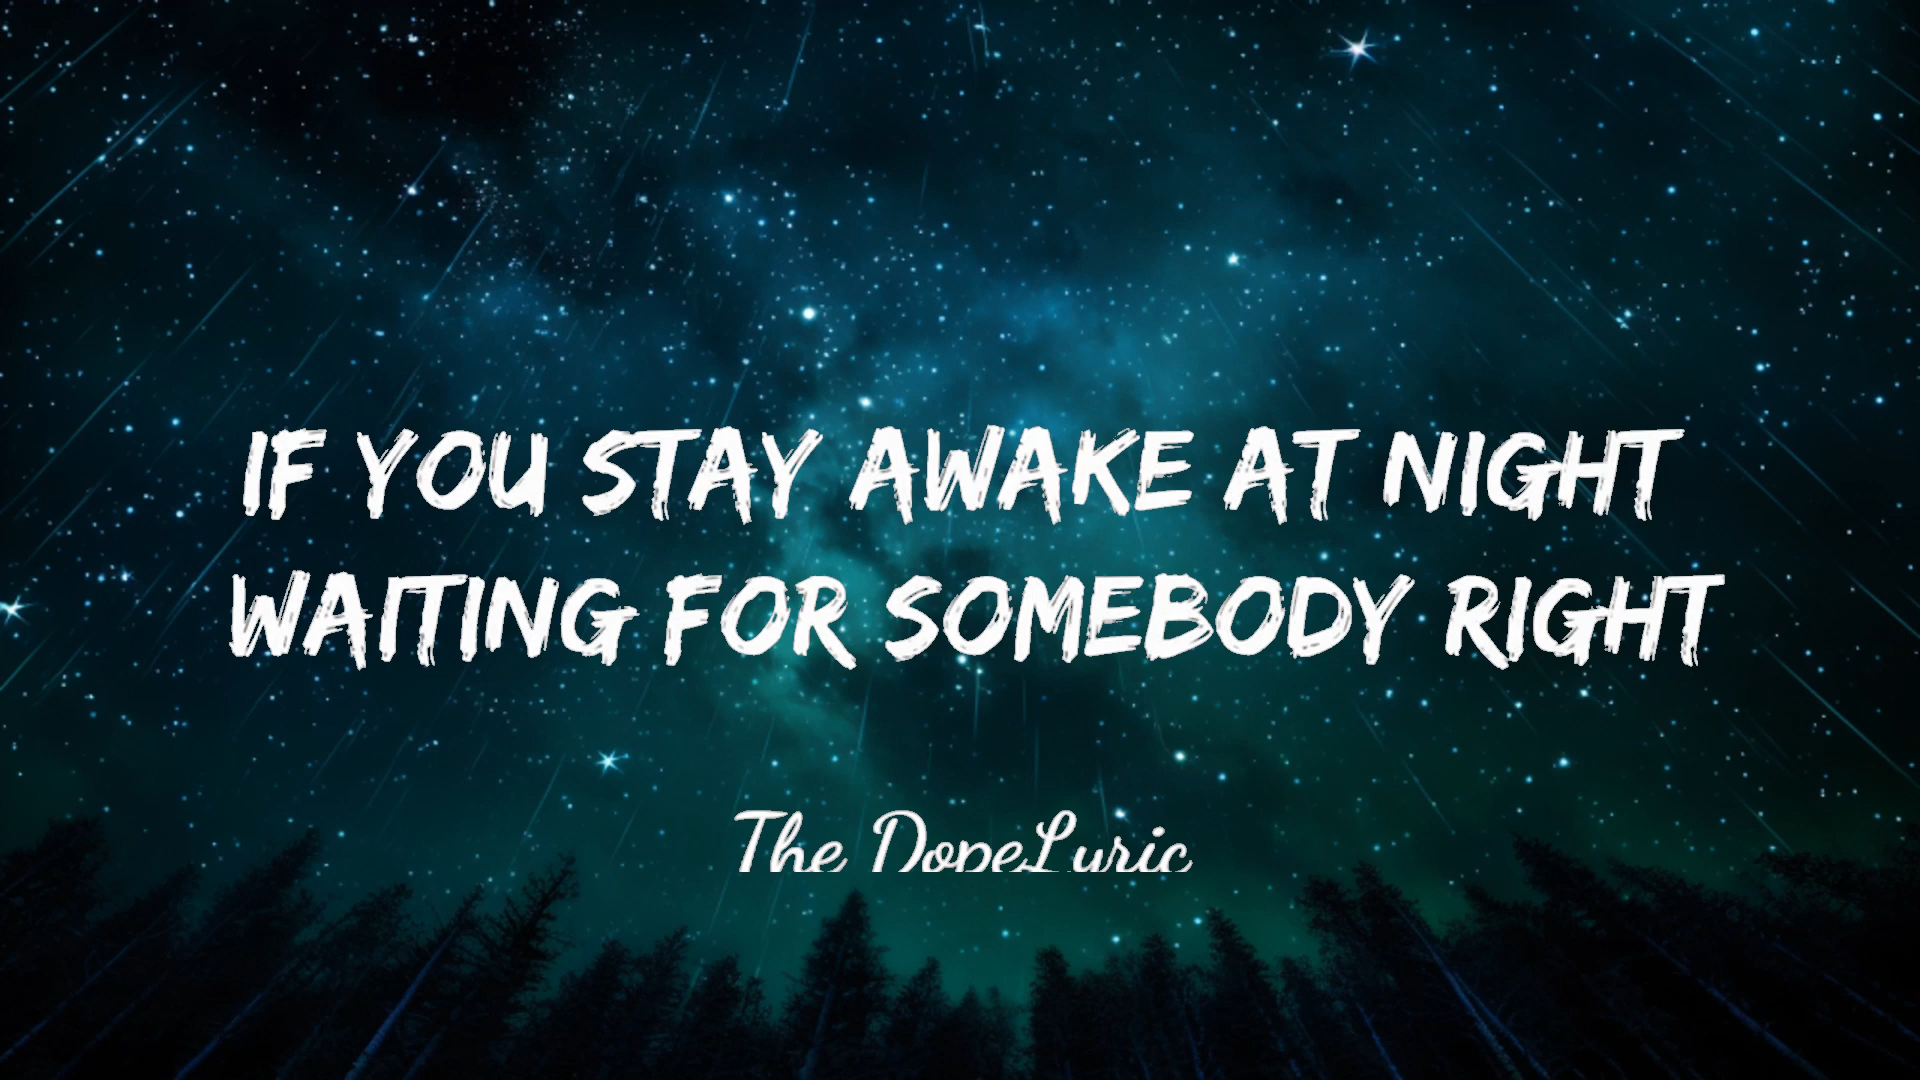 IF YOU STAY AWAKE AT NIGHT
WAITING FOR SOMEBODY RIGHT
The DopeLyric